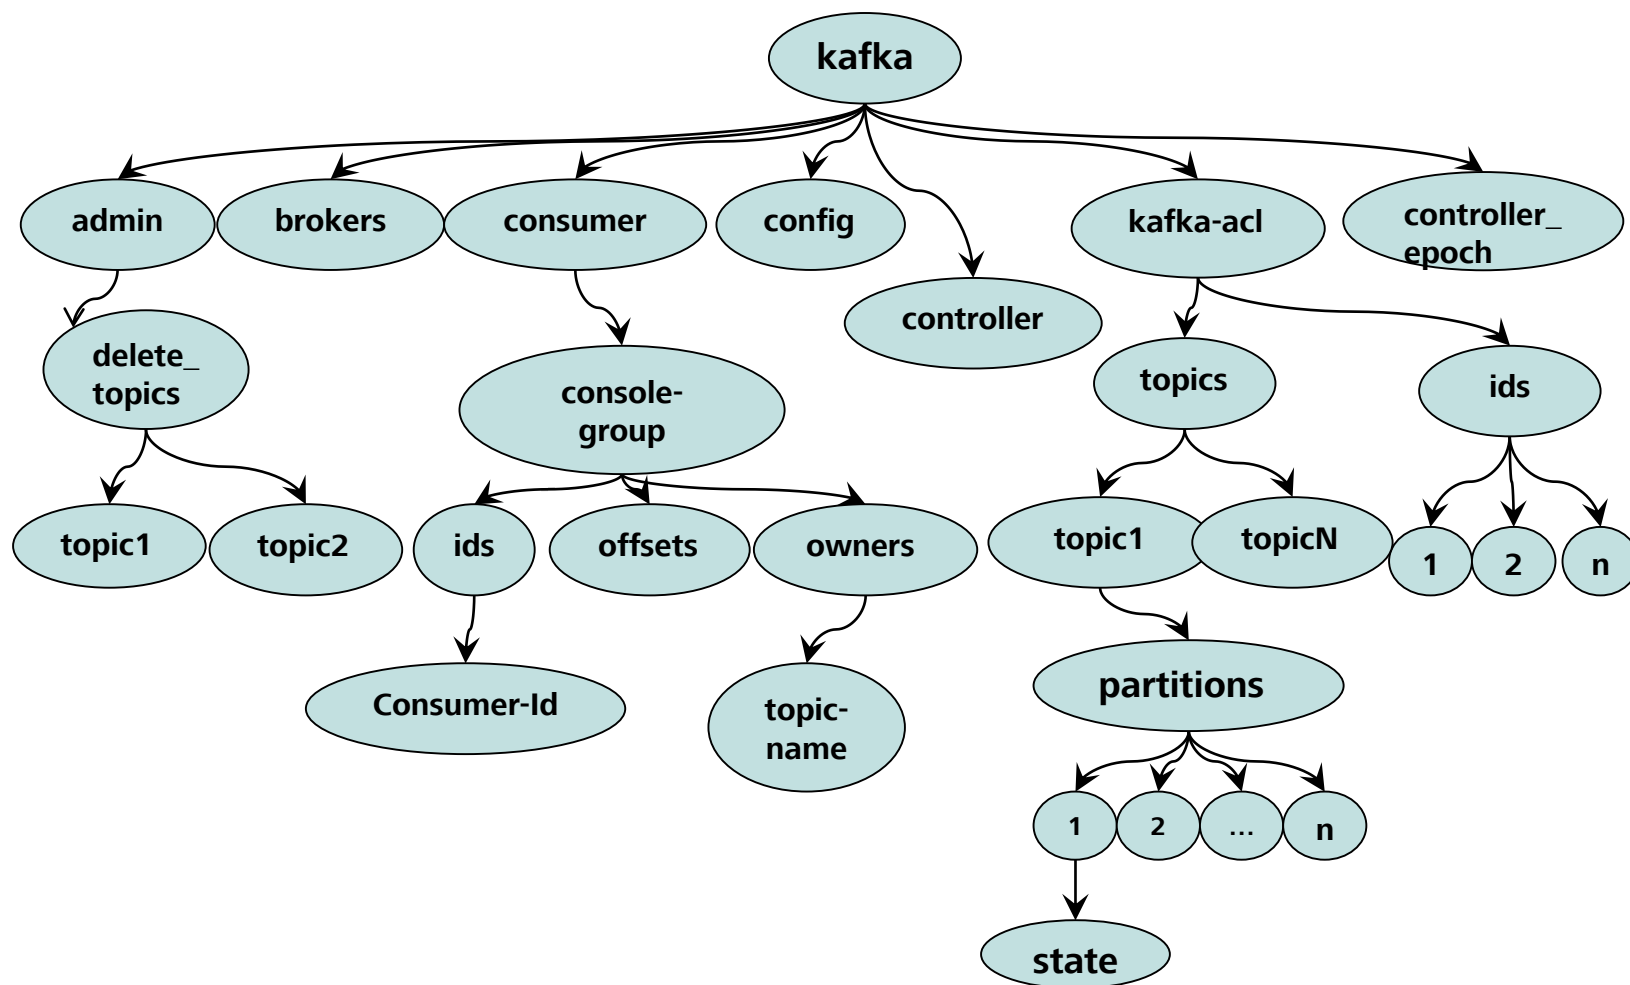 kafka
admin
brokers
consumer
config
kafka-acl
controller_
epoch
controller
delete_
topics
console-
group
topics
ids
topic1
topic2
ids
offsets
owners
topic1
topicN
1
2
n
Consumer-Id
topic-
name
partitions
1
2
...
n
state